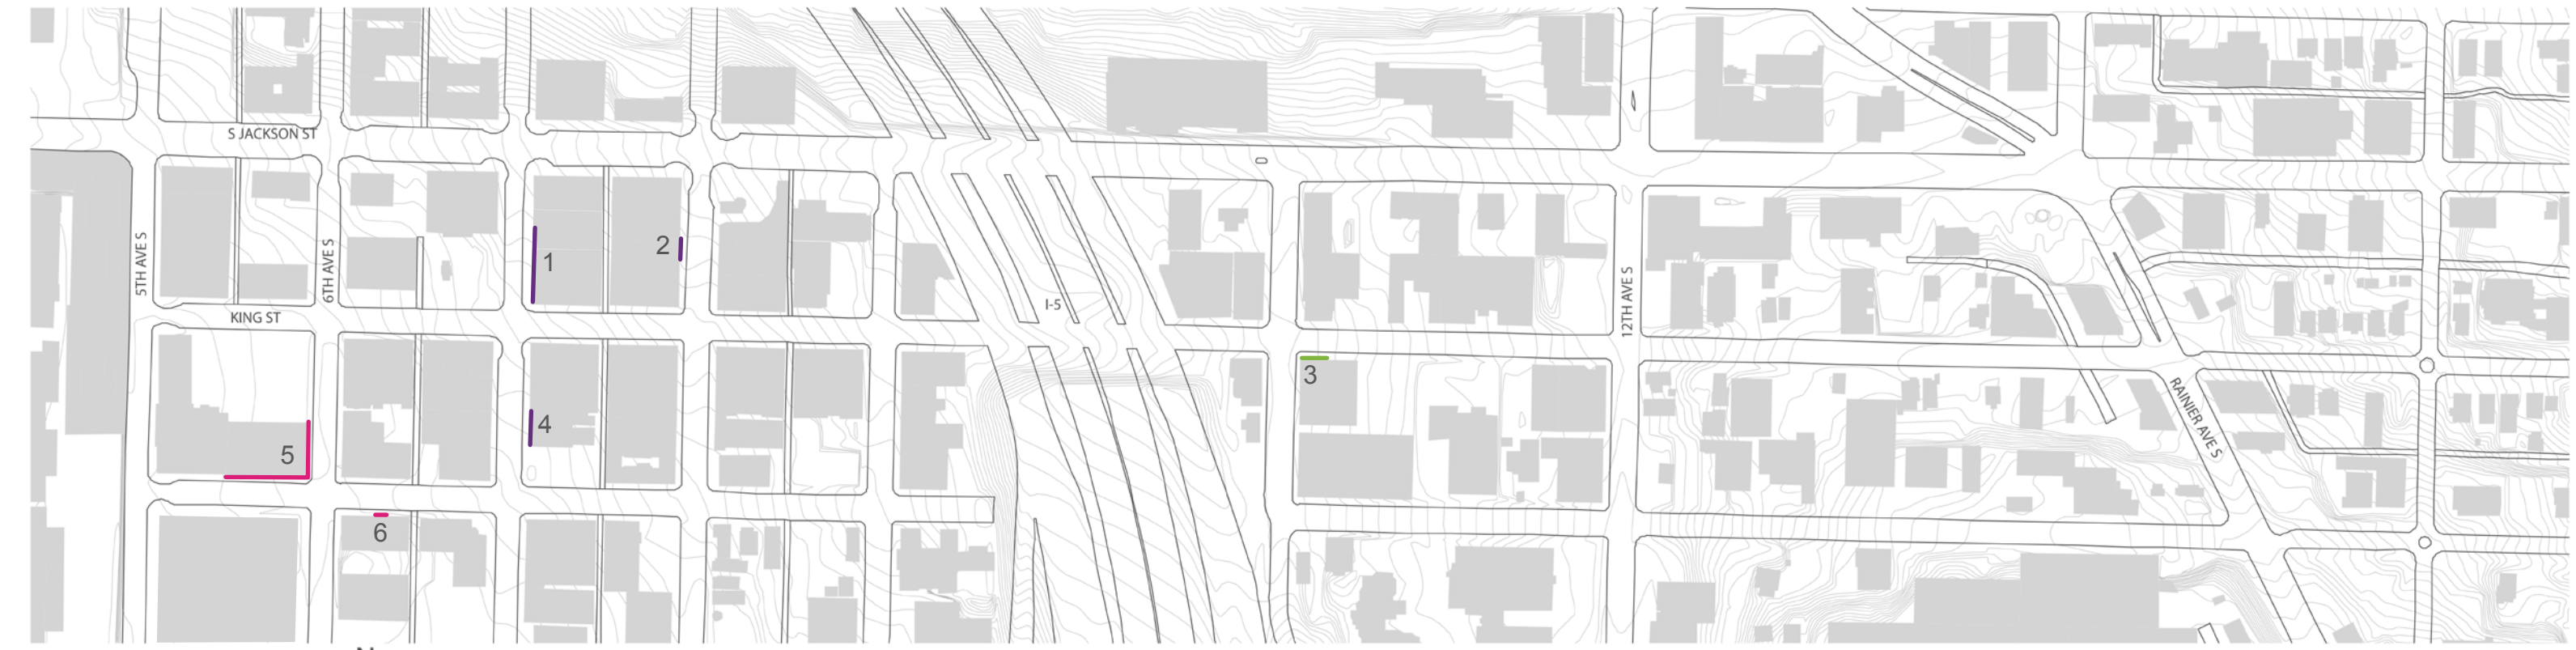 S JACKSON ST
5TH AVE S
6TH AVE S
1
2
I-5
12TH AVE S
KING ST
3
4
5
RAINIER AVE S
6